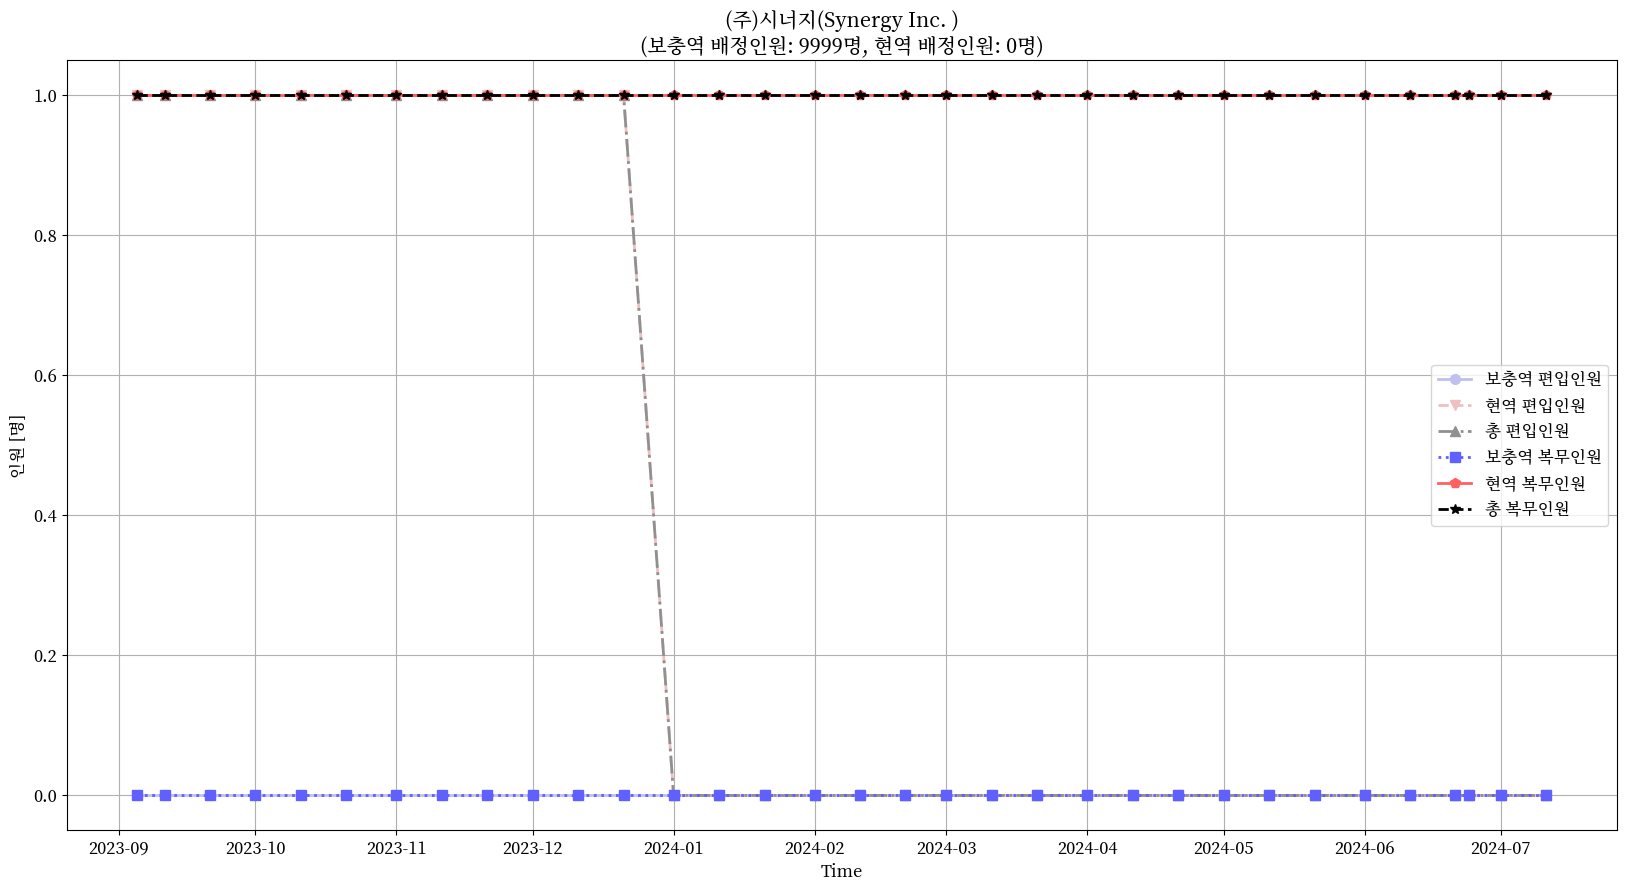 (주)시너지(Synergy Inc. )
(보충역 배정인원: 9999명, 현역 배정인원: 0명)
인원 [명]
1.0
0.8
0.6
0.4
0.2
0.0
보충역 편입인원
현역 편입인원
총 편입인원
보충역 복무인원
현역 복무인원
총 복무인원
2023-09 2023-10 2023-11 2023-12 2024-01 2024-02 2024-03 2024-04 2024-05 2024-06 2024-07
Time